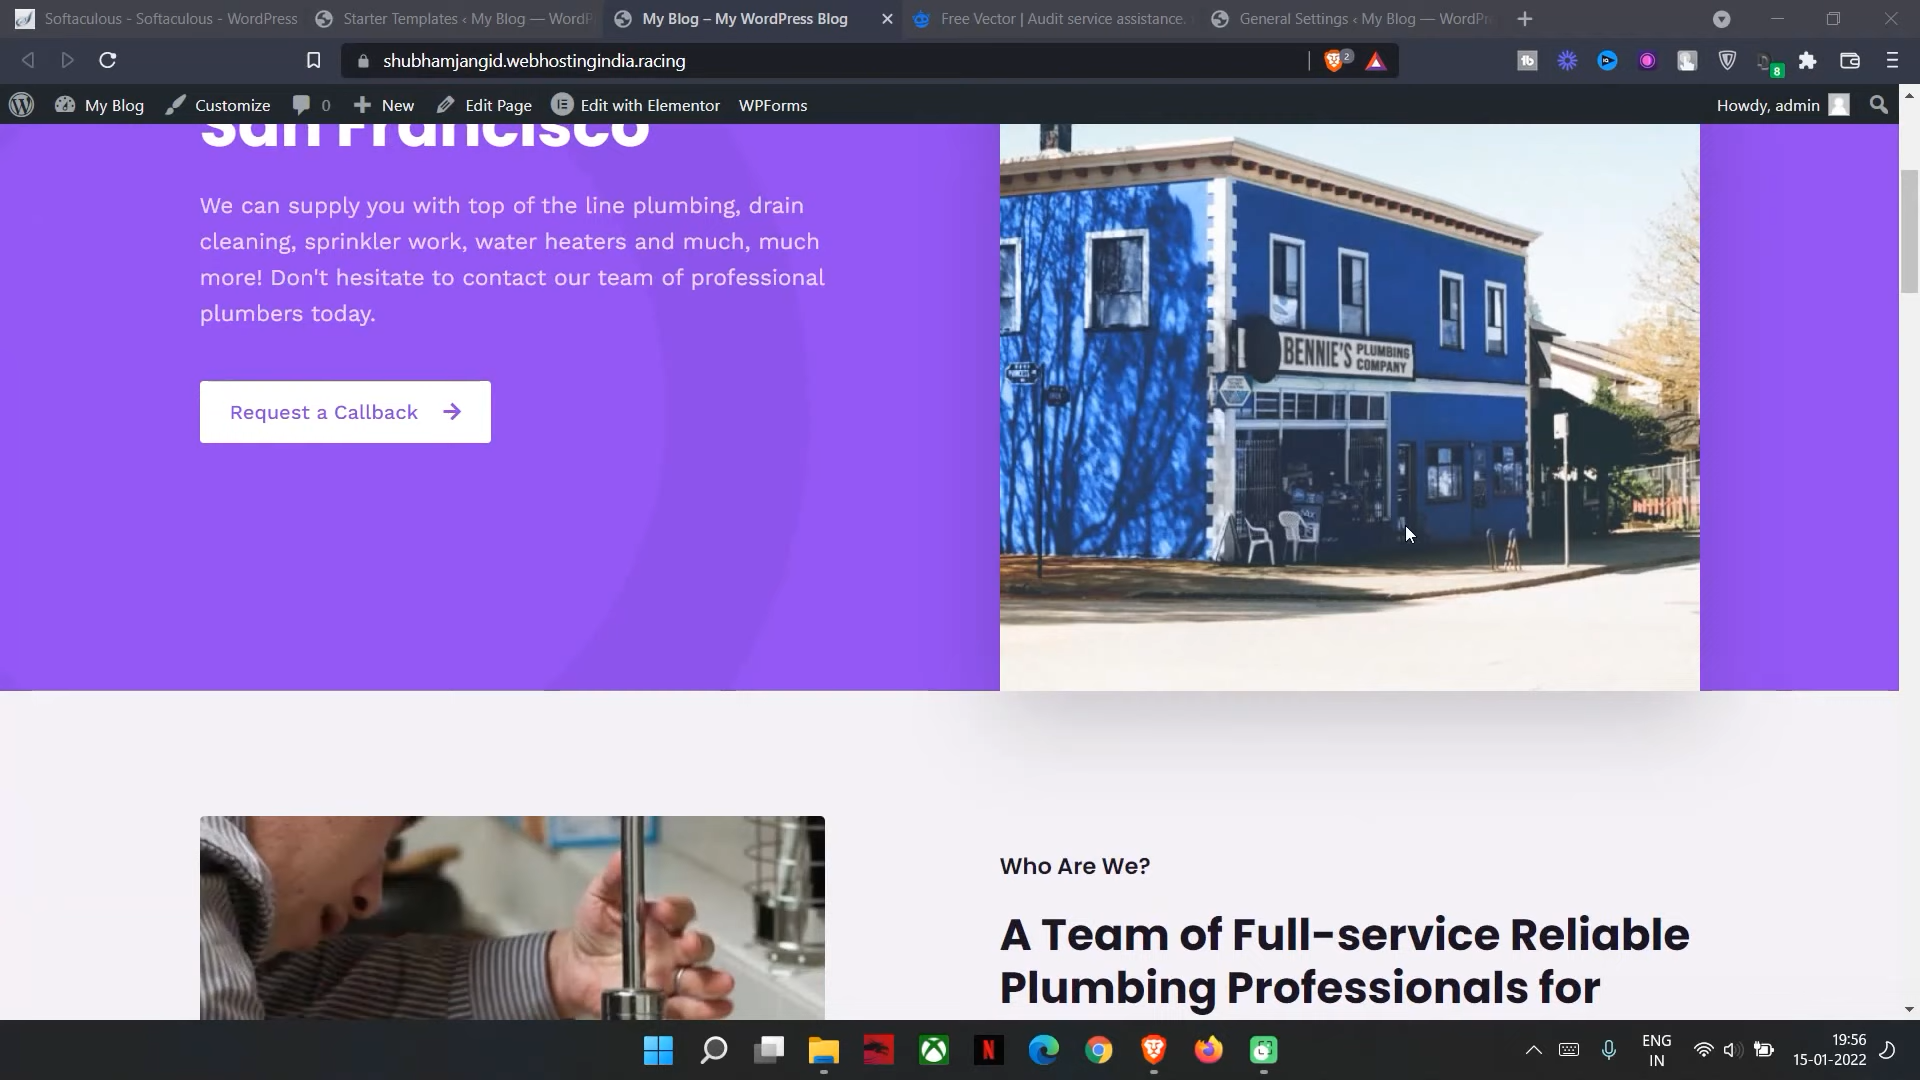 Softaculous - Softaculous - WordPress
Starter Templates ‹ My Blog — WordP
My Blog – My WordPress Blog
Free Vector | Audit service assistance.
General Settings ‹ My Blog — WordPr
shubhamjangid.webhostingindia.racing
2
8
My Blog
Customize
0
New
Edit Page
Edit with Elementor
WPForms
Howdy, admin
San Francisco
We can supply you with top of the line plumbing, drain
cleaning, sprinkler work, water heaters and much, much
more! Don't hesitate to contact our team of professional
plumbers today.
Request a Callback
BENNIE'S PLUMBING
COMPANY
Who Are We?
A Team of Full-service Reliable
Plumbing Professionals for
ENG
IN
19:56
15-01-2022